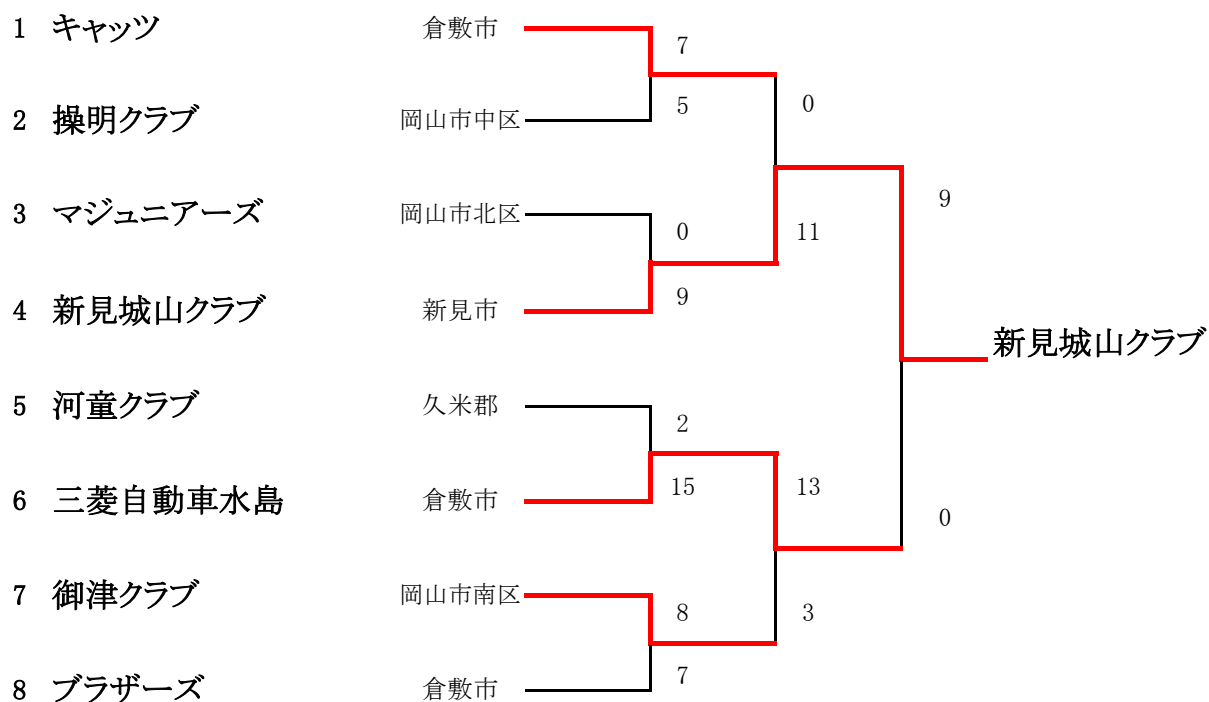 1 キャッツ 倉敷市
7
5
0
2 操明クラブ 岡山市中区
9
3 マジュニアーズ 岡山市北区
0
11
4 新見城山クラブ 新見市
9
新見城山クラブ
5 河童クラブ 久米郡
2
15
13
6 三菱自動車水島 倉敷市
0
7 御津クラブ 岡山市南区
8
3
7
8 ブラザーズ 倉敷市